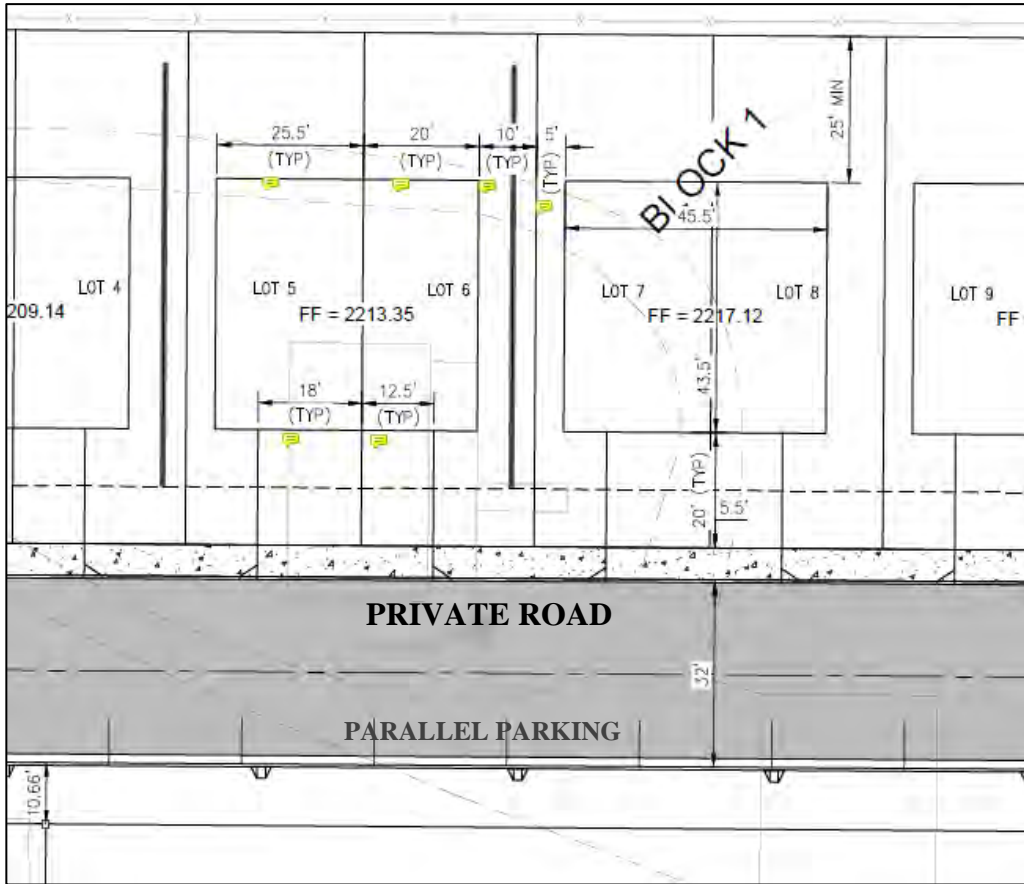 25.5'
(TYP)
20'
(TYP)
10'
(TYP)
5'
(TYP)
25' MIN
BLOCK 1
45.5'
LOT 4
209.14
LOT 5
LOT 6
FF = 2213.35
LOT 7
LOT 8
FF = 2217.12
LOT 9
FF
18'
(TYP)
12.5'
(TYP)
43.5'
20' (TYP)
5.5'
PRIVATE ROAD
32'
PARALLEL PARKING
10.66'